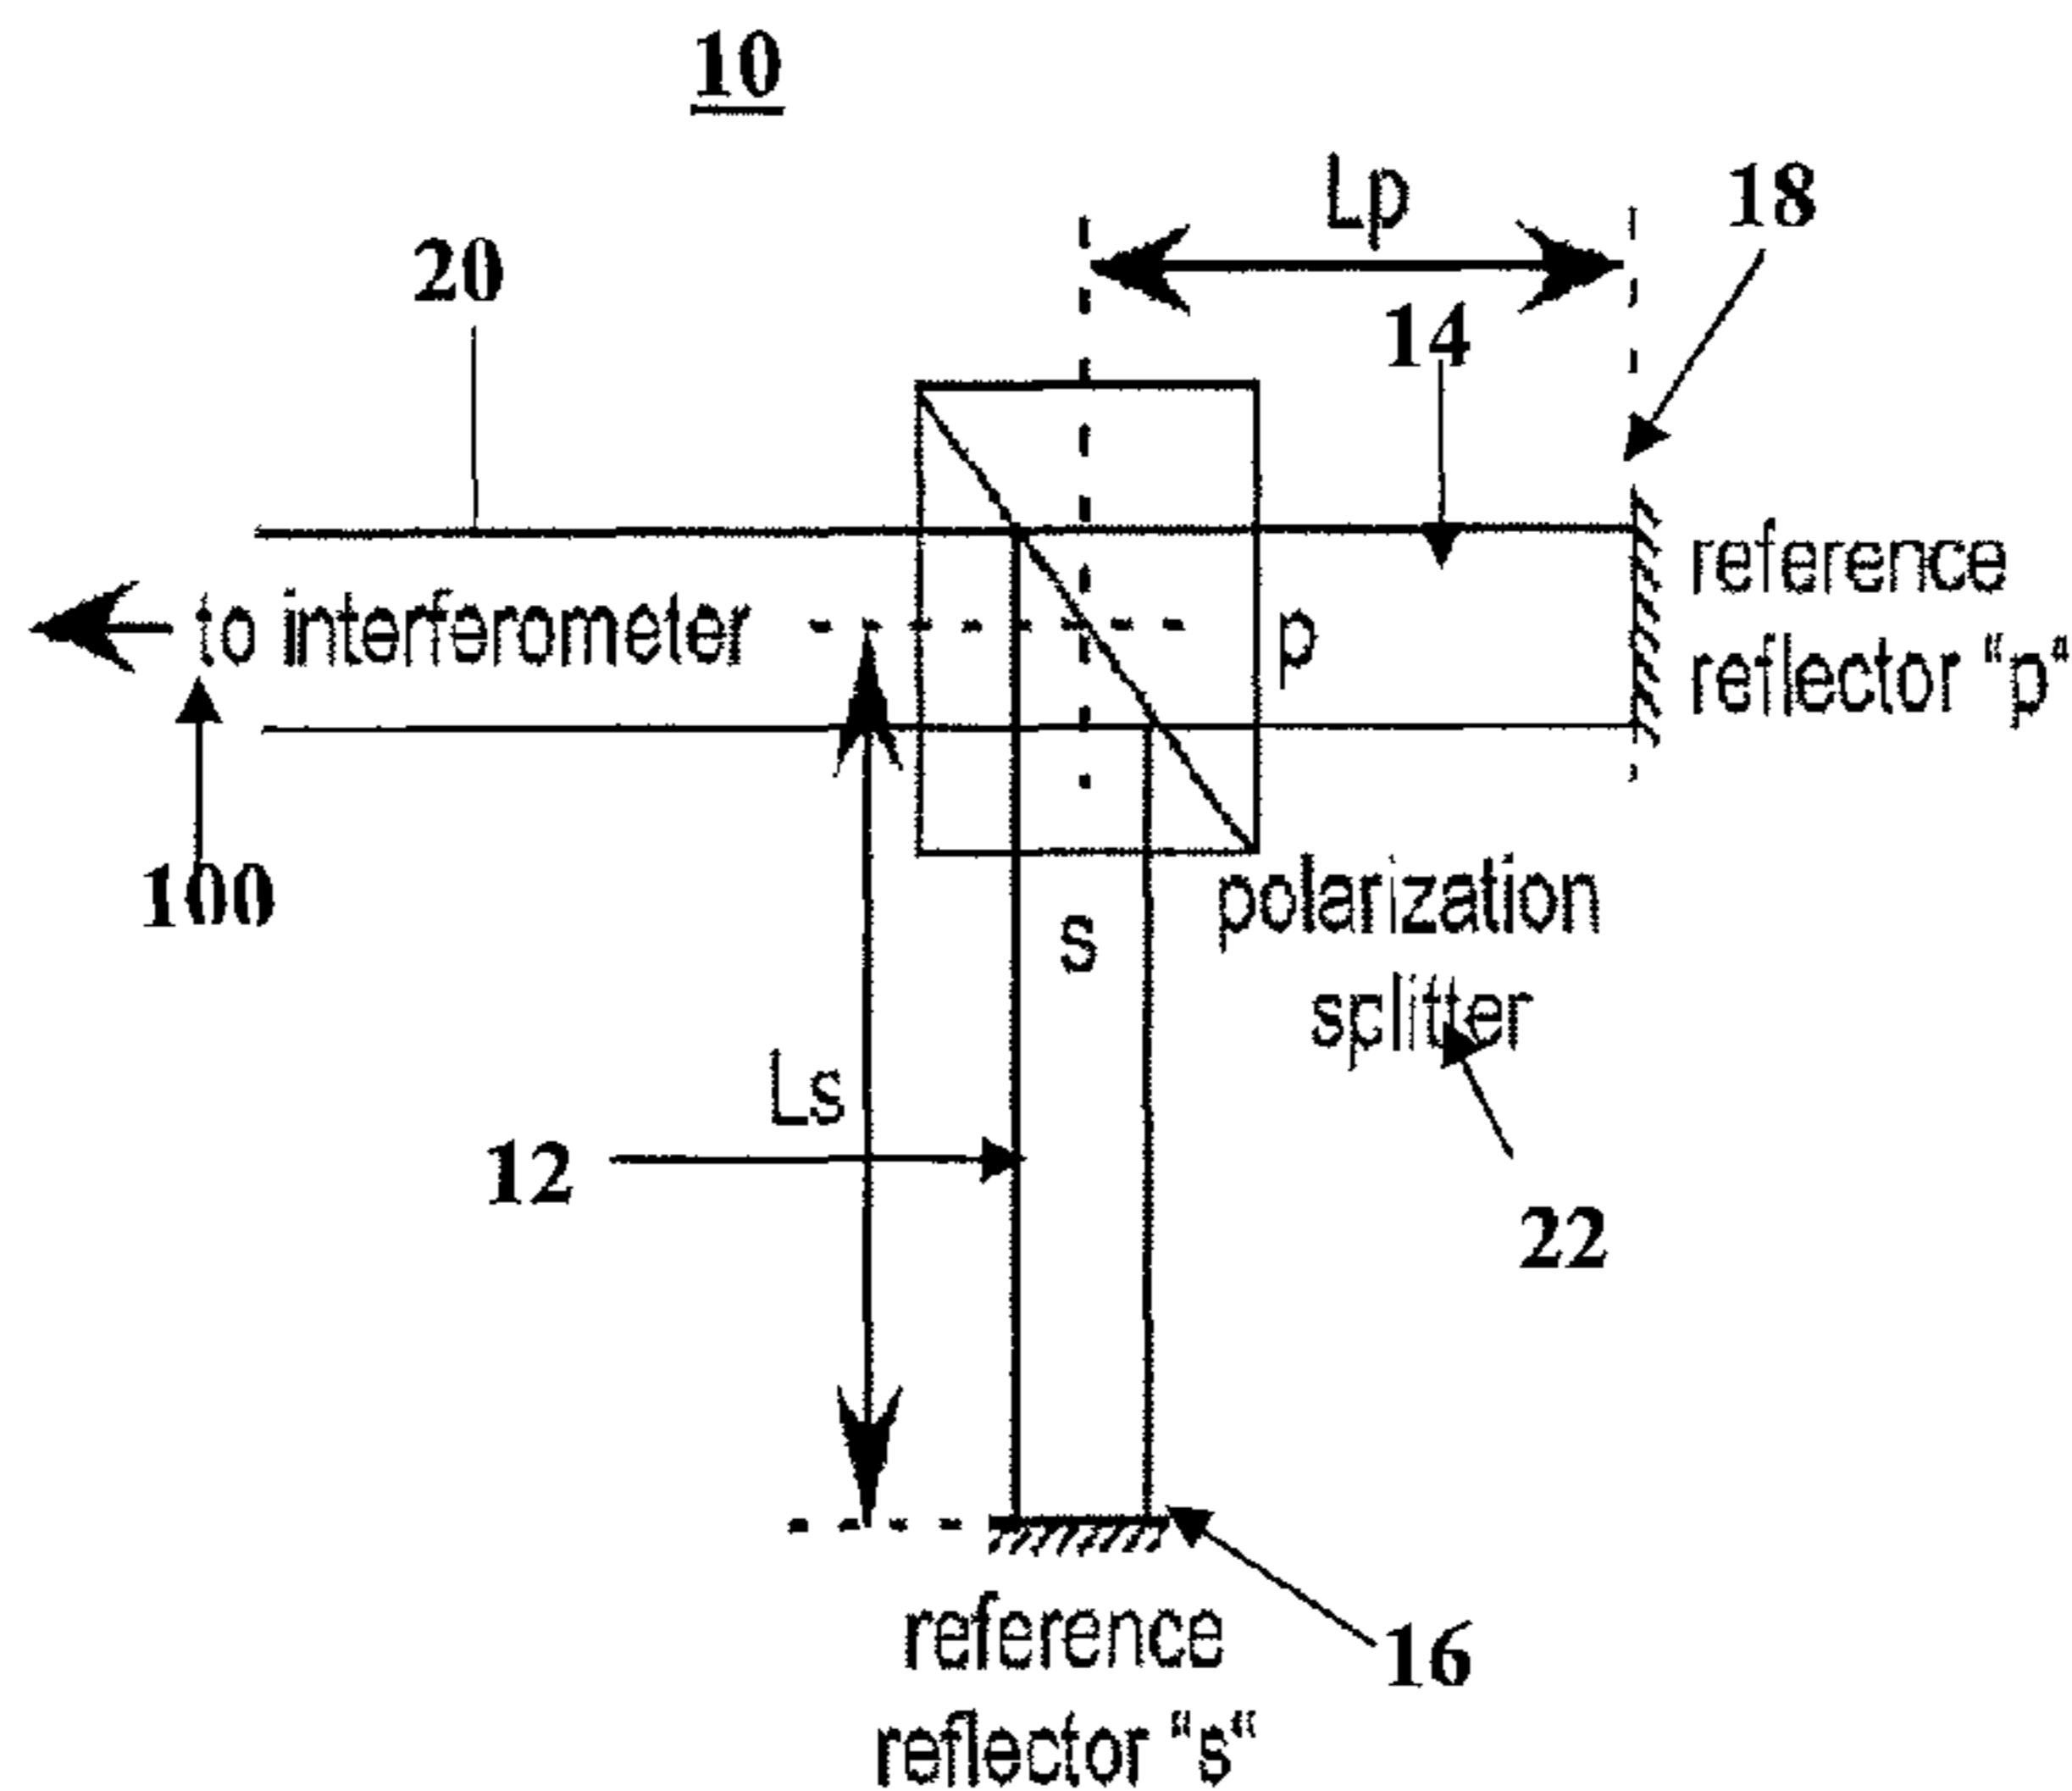 10
Lp
18
20
14
reference
reflector "p"
to interferometer
p
100
s
polarization
splitter
Ls
12
22
reference
reflector "s"
16